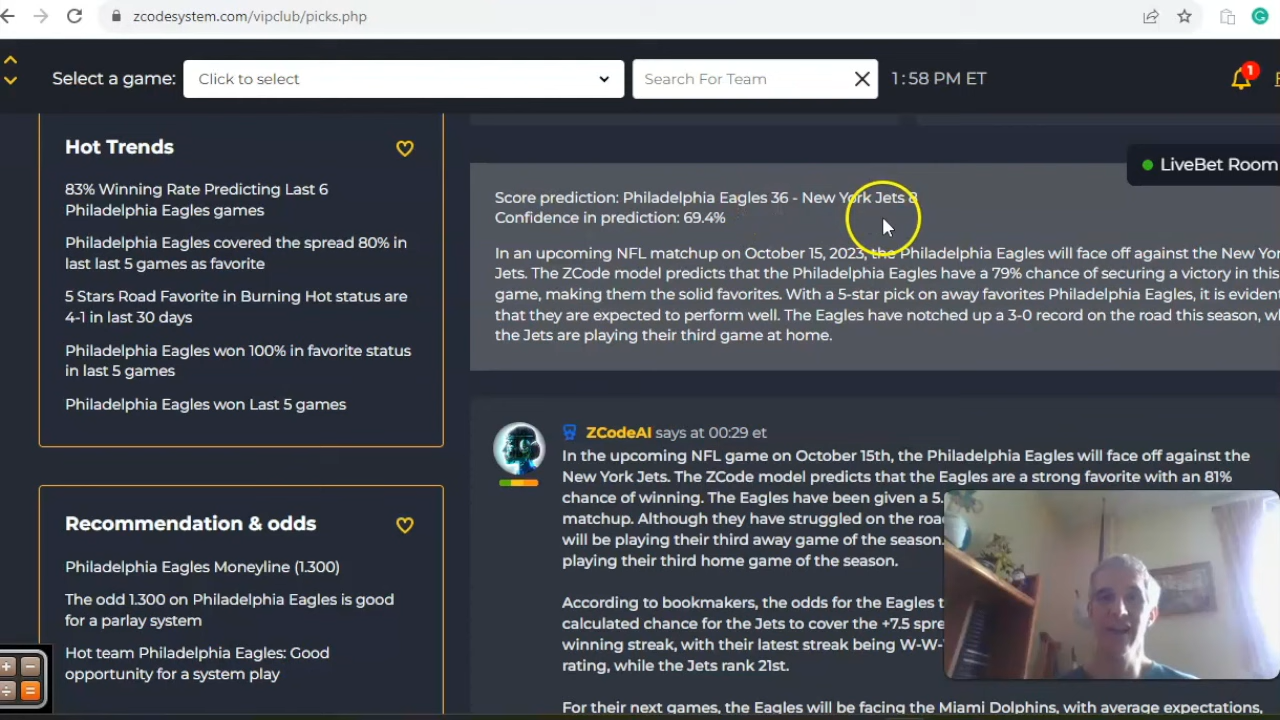 zcodesystem.com/vipclub/picks.php
Select a game:
Click to select
Search For Team
1:58 PM ET
1
Hot Trends
83% Winning Rate Predicting Last 6
Philadelphia Eagles games
Philadelphia Eagles covered the spread 80% in
last last 5 games as favorite
5 Stars Road Favorite in Burning Hot status are
4-1 in last 30 days
Philadelphia Eagles won 100% in favorite status
in last 5 games
Philadelphia Eagles won Last 5 games
Recommendation & odds
Philadelphia Eagles Moneyline (1.300)
The odd 1.300 on Philadelphia Eagles is good
for a parlay system
Hot team Philadelphia Eagles: Good
opportunity for a system play
LiveBet Room
Score prediction: Philadelphia Eagles 36 - New York Jets 8
Confidence in prediction: 69.4%
In an upcoming NFL matchup on October 15, 2023, the Philadelphia Eagles will face off against the New Yor
Jets. The ZCode model predicts that the Philadelphia Eagles have a 79% chance of securing a victory in this
game, making them the solid favorites. With a 5-star pick on away favorites Philadelphia Eagles, it is evident
that they are expected to perform well. The Eagles have notched up a 3-0 record on the road this season, wh
the Jets are playing their third game at home.
ZCodeAI says at 00:29 et
In the upcoming NFL game on October 15th, the Philadelphia Eagles will face off against the
New York Jets. The ZCode model predicts that the Eagles are a strong favorite with an 81%
chance of winning. The Eagles have been given a 5.
matchup. Although they have struggled on the roa
will be playing their third away game of the season.
playing their third home game of the season.
According to bookmakers, the odds for the Eagles t
calculated chance for the Jets to cover the +7.5 spre
winning streak, with their latest streak being W-W-
rating, while the Jets rank 21st.
For their next games, the Eagles will be facing the Miami Dolphins, with average expectations,